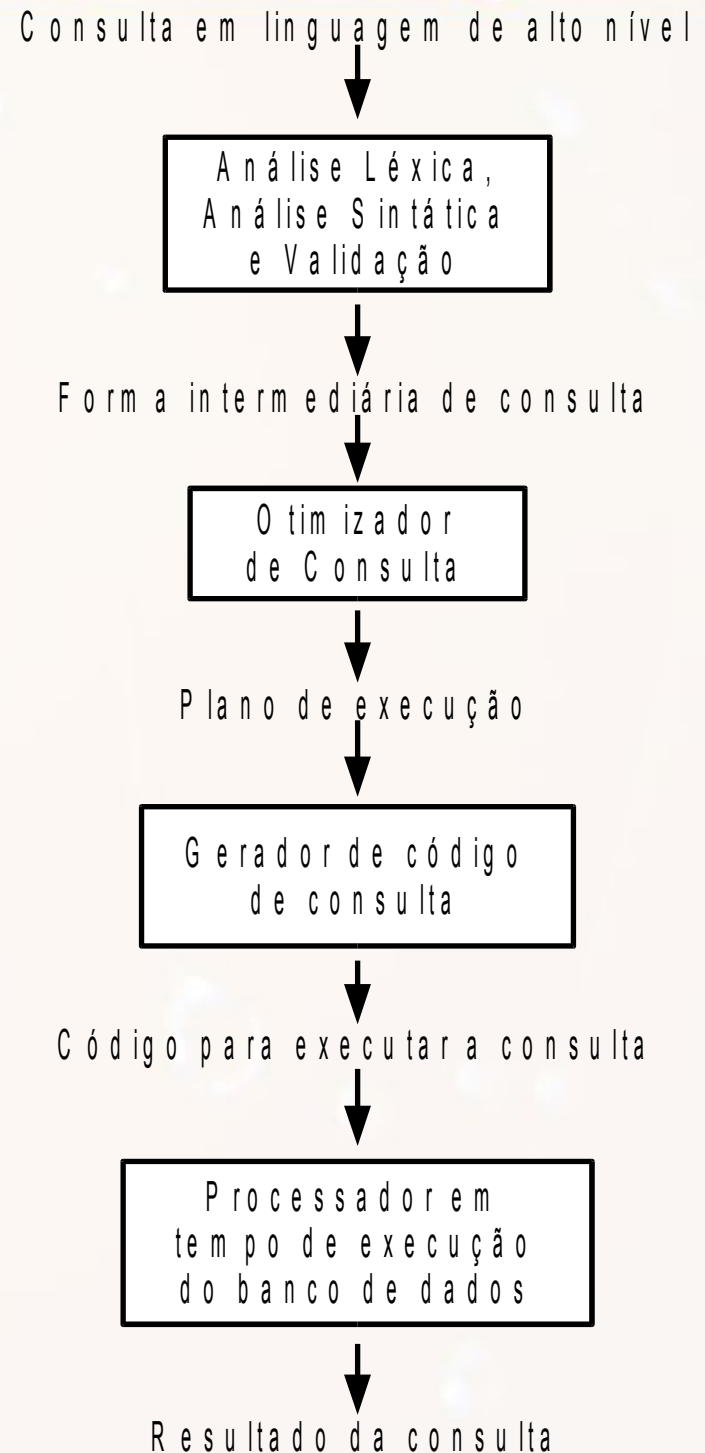 Consulta em linguagem de alto nível
Análise Léxica,
Análise Sintática
e Validação
Forma intermediária de consulta
Otimizador
de Consulta
Plano de execução
Gerador de código
de consulta
Código para executar a consulta
Processador em
tempo de execução
do banco de dados
Resultado da consulta